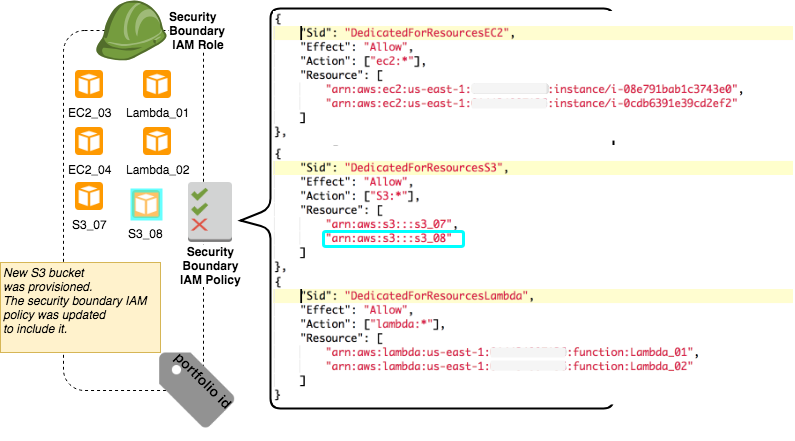 Security
Boundary
IAM Role
EC2_03
Lambda_01
EC2_04
Lambda_02
S3_07
S3_08
Security
Boundary
IAM Policy
New S3 bucket
was provisioned.
The security boundary IAM
policy was updated
to include it.
portfolio id
{
"Sid": "DedicatedForResourcesEC2",
"Effect": "Allow",
"Action": ["ec2:*"],
"Resource": [
"arn:aws:ec2:us-east-1: :instance/i-08e791bab1c3743e0",
"arn:aws:ec2:us-east-1: :instance/i-0cdb6391e39cd2ef2"
]
},
{
"Sid": "DedicatedForResourcesS3",
"Effect": "Allow",
"Action": ["S3:*"],
"Resource": [
"arn:aws:s3:::s3_07",
"arn:aws:s3:::s3_08"
]
},
{
"Sid": "DedicatedForResourcesLambda",
"Effect": "Allow",
"Action": ["lambda:*"],
"Resource": [
"arn:aws:lambda:us-east-1: :function:Lambda_01",
"arn:aws:lambda:us-east-1: :function:Lambda_02"
]
}